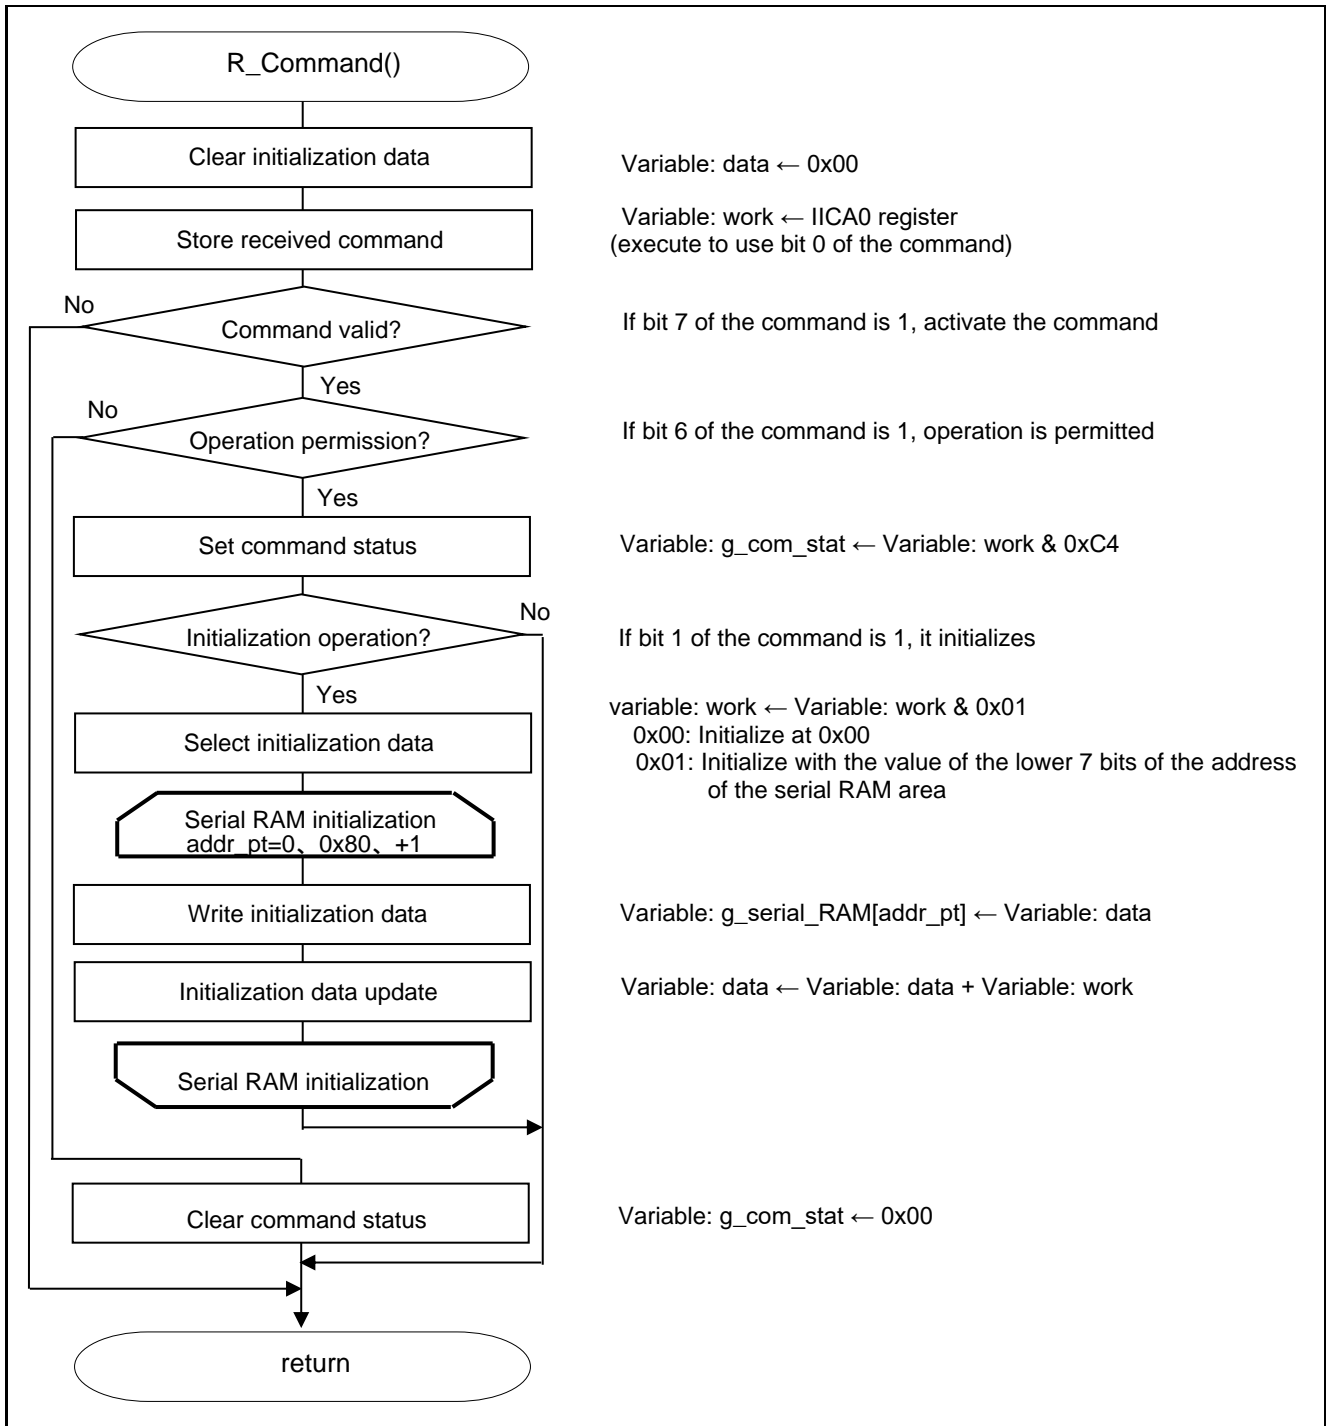 R_Command()
Clear initialization data
Variable: data ← 0x00
Store received command
Variable: work ← IICA0 register
(execute to use bit 0 of the command)
No
Command valid?
If bit 7 of the command is 1, activate the command
Yes
No
Operation permission?
If bit 6 of the command is 1, operation is permitted
Yes
Set command status
Variable: g_com_stat ← Variable: work & 0xC4
No
Initialization operation?
If bit 1 of the command is 1, it initializes
Yes
Select initialization data
variable: work ← Variable: work & 0x01
0x00: Initialize at 0x00
0x01: Initialize with the value of the lower 7 bits of the address
of the serial RAM area
Serial RAM initialization
addr_pt=0、0x80、+1
Write initialization data
Variable: g_serial_RAM[addr_pt] ← Variable: data
Initialization data update
Variable: data ← Variable: data + Variable: work
Serial RAM initialization
Clear command status
Variable: g_com_stat ← 0x00
return